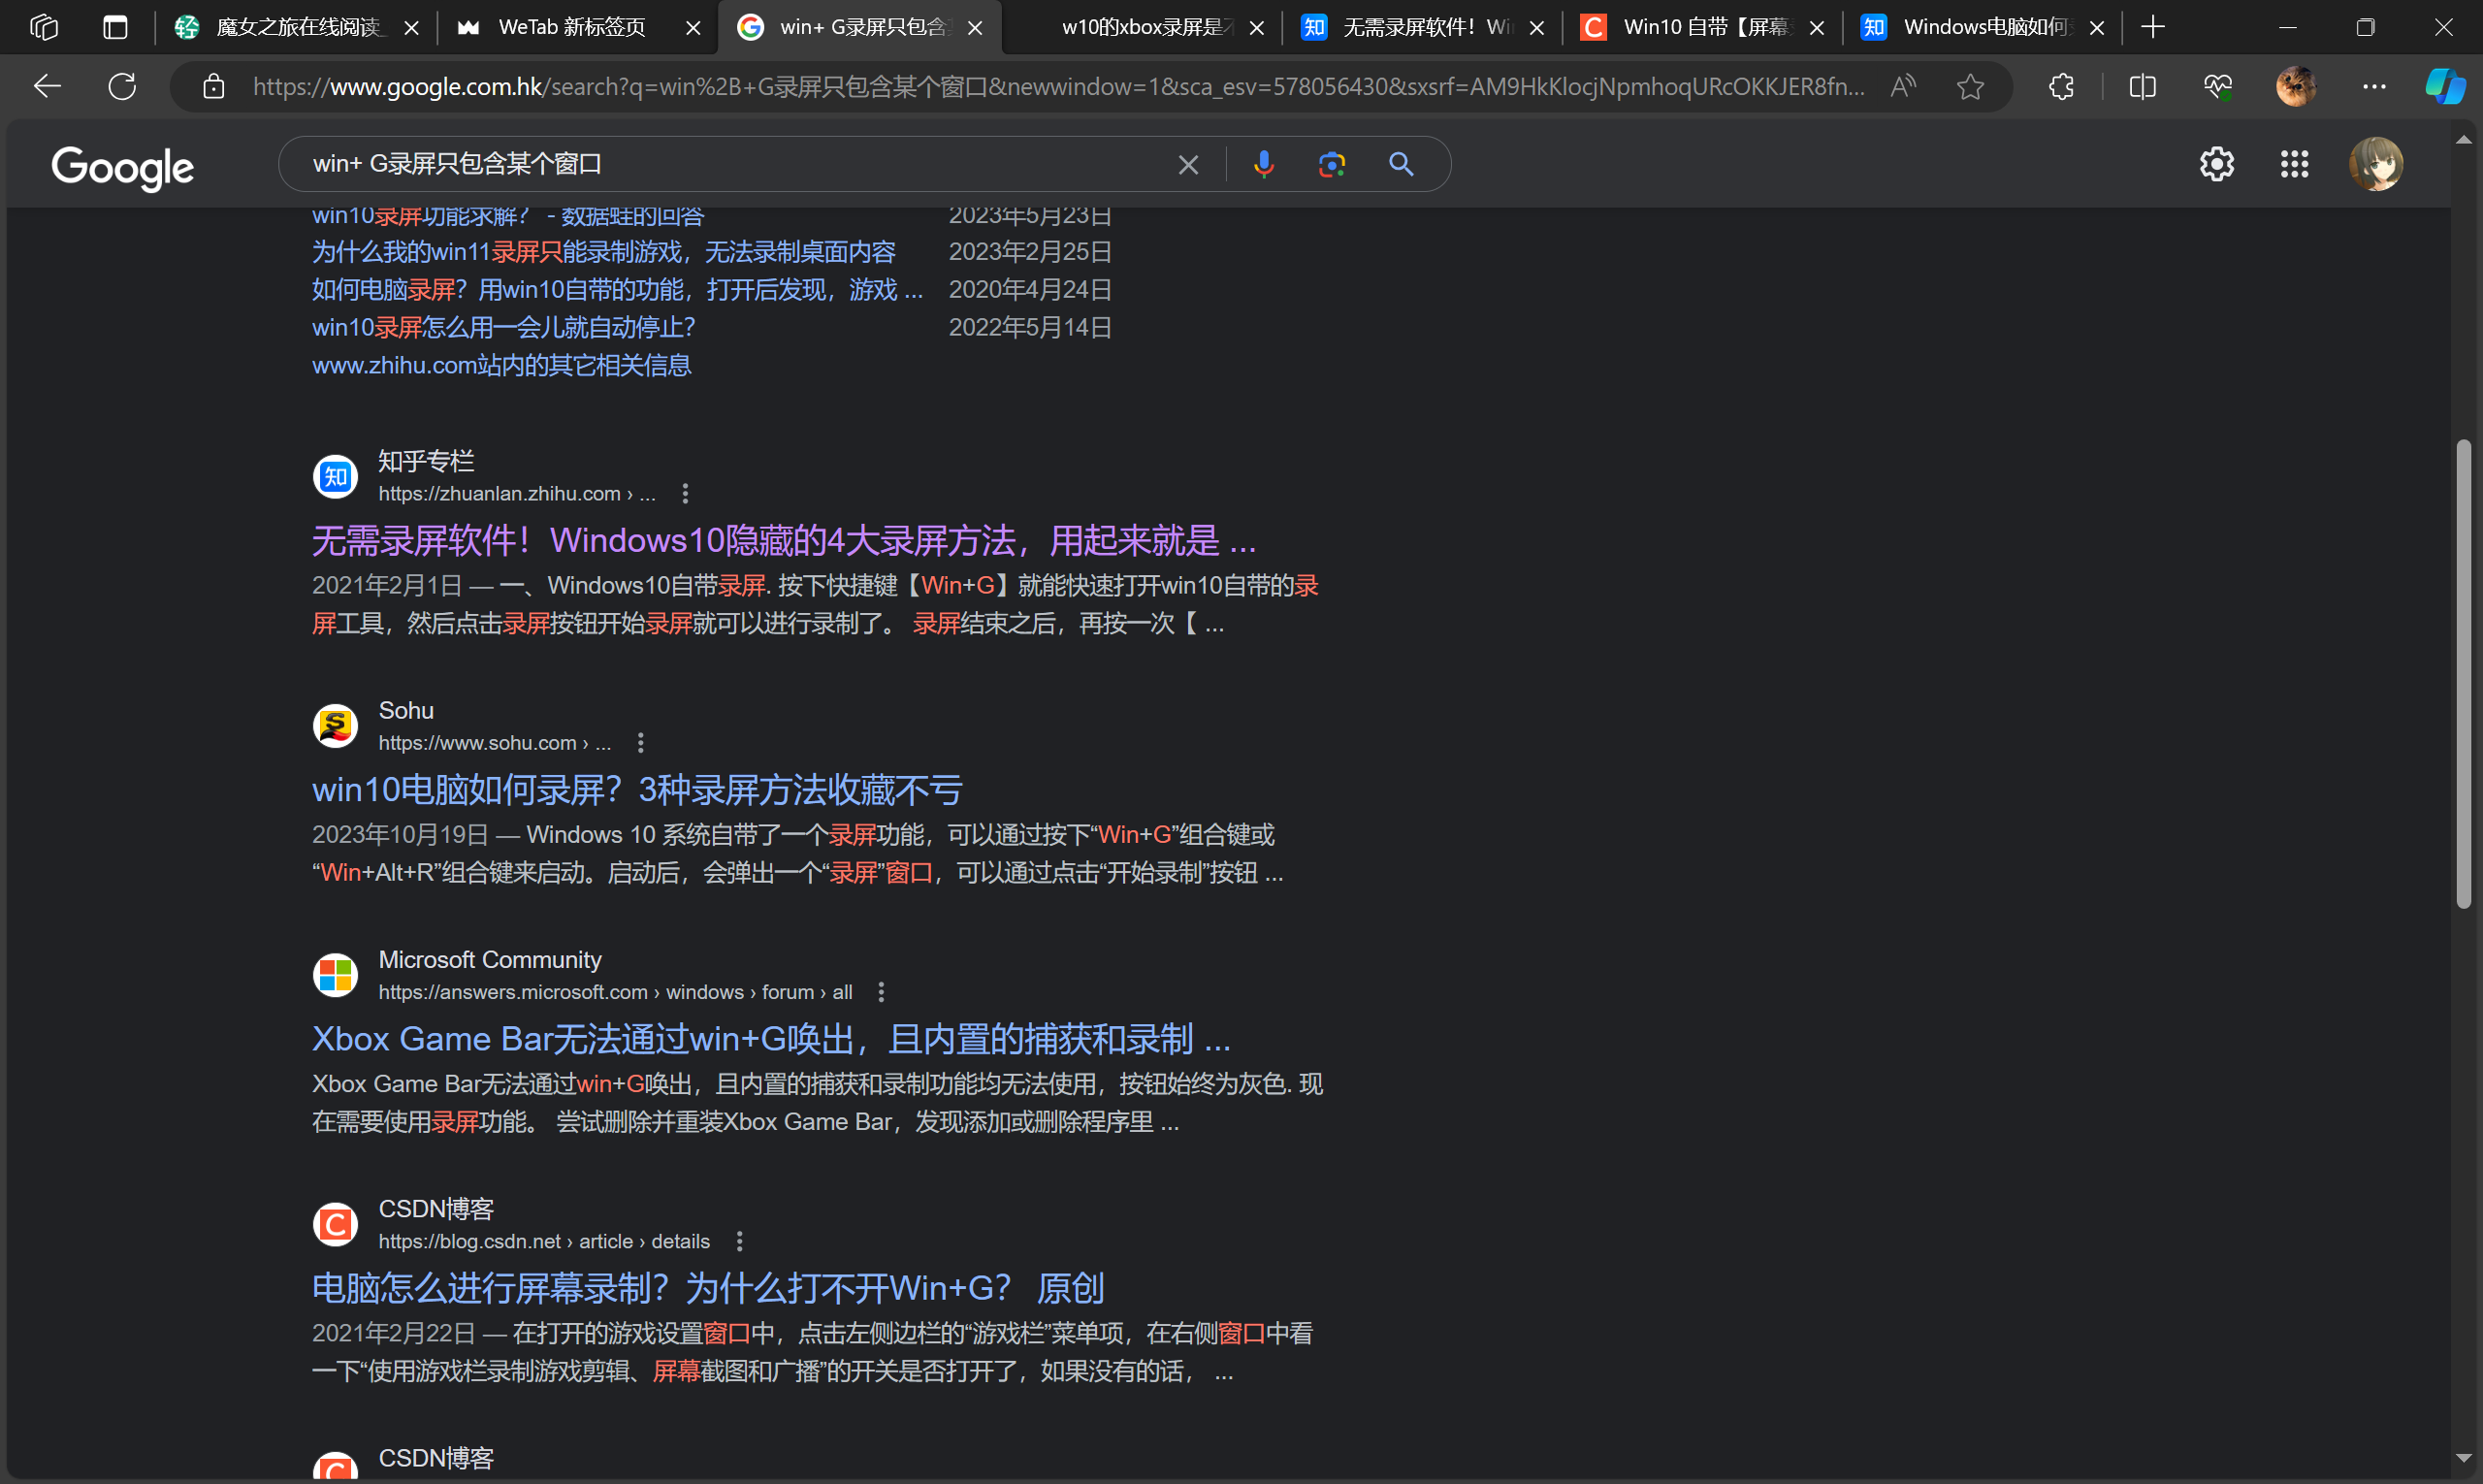 魔女之旅在线阅读_
WeTab 新标签页
win+ G录屏只包含
w10的xbox录屏是
无需录屏软件！Wi
Win10 自带【屏幕
Windows电脑如何
https://www.google.com.hk/search?q=win%2B+G录屏只包含某个窗口&newwindow=1&sca_esv=578056430&sxsrf=AM9HkKlocjNpmhoqURcOKKJER8fn...
Google
win+ G录屏只包含某个窗口
win10录屏功能求解？ - 数据蛙的回答 2023年5月23日
为什么我的win11录屏只能录制游戏，无法录制桌面内容 2023年2月25日
如何电脑录屏？用win10自带的功能，打开后发现，游戏 ... 2020年4月24日
win10录屏怎么用一会儿就自动停止? 2022年5月14日
www.zhihu.com站内的其它相关信息
知
知乎专栏
https://zhuanlan.zhihu.com › ...
无需录屏软件！Windows10隐藏的4大录屏方法，用起来就是 ...
2021年2月1日 — 一、Windows10自带录屏. 按下快捷键【Win+G】就能快速打开win10自带的录
屏工具，然后点击录屏按钮开始录屏就可以进行录制了。 录屏结束之后，再按一次【 ...
Sohu
https://www.sohu.com › ...
win10电脑如何录屏？3种录屏方法收藏不亏
2023年10月19日 — Windows 10 系统自带了一个录屏功能，可以通过按下“Win+G”组合键或
“Win+Alt+R”组合键来启动。启动后，会弹出一个“录屏”窗口，可以通过点击“开始录制”按钮 ...
Microsoft Community
https://answers.microsoft.com › windows › forum › all
Xbox Game Bar无法通过win+G唤出，且内置的捕获和录制 ...
Xbox Game Bar无法通过win+G唤出，且内置的捕获和录制功能均无法使用，按钮始终为灰色. 现
在需要使用录屏功能。 尝试删除并重装Xbox Game Bar，发现添加或删除程序里 ...
CSDN博客
https://blog.csdn.net › article › details
电脑怎么进行屏幕录制？为什么打不开Win+G？ 原创
2021年2月22日 — 在打开的游戏设置窗口中，点击左侧边栏的“游戏栏”菜单项，在右侧窗口中看
一下“使用游戏栏录制游戏剪辑、屏幕截图和广播”的开关是否打开了，如果没有的话， ...
CSDN博客